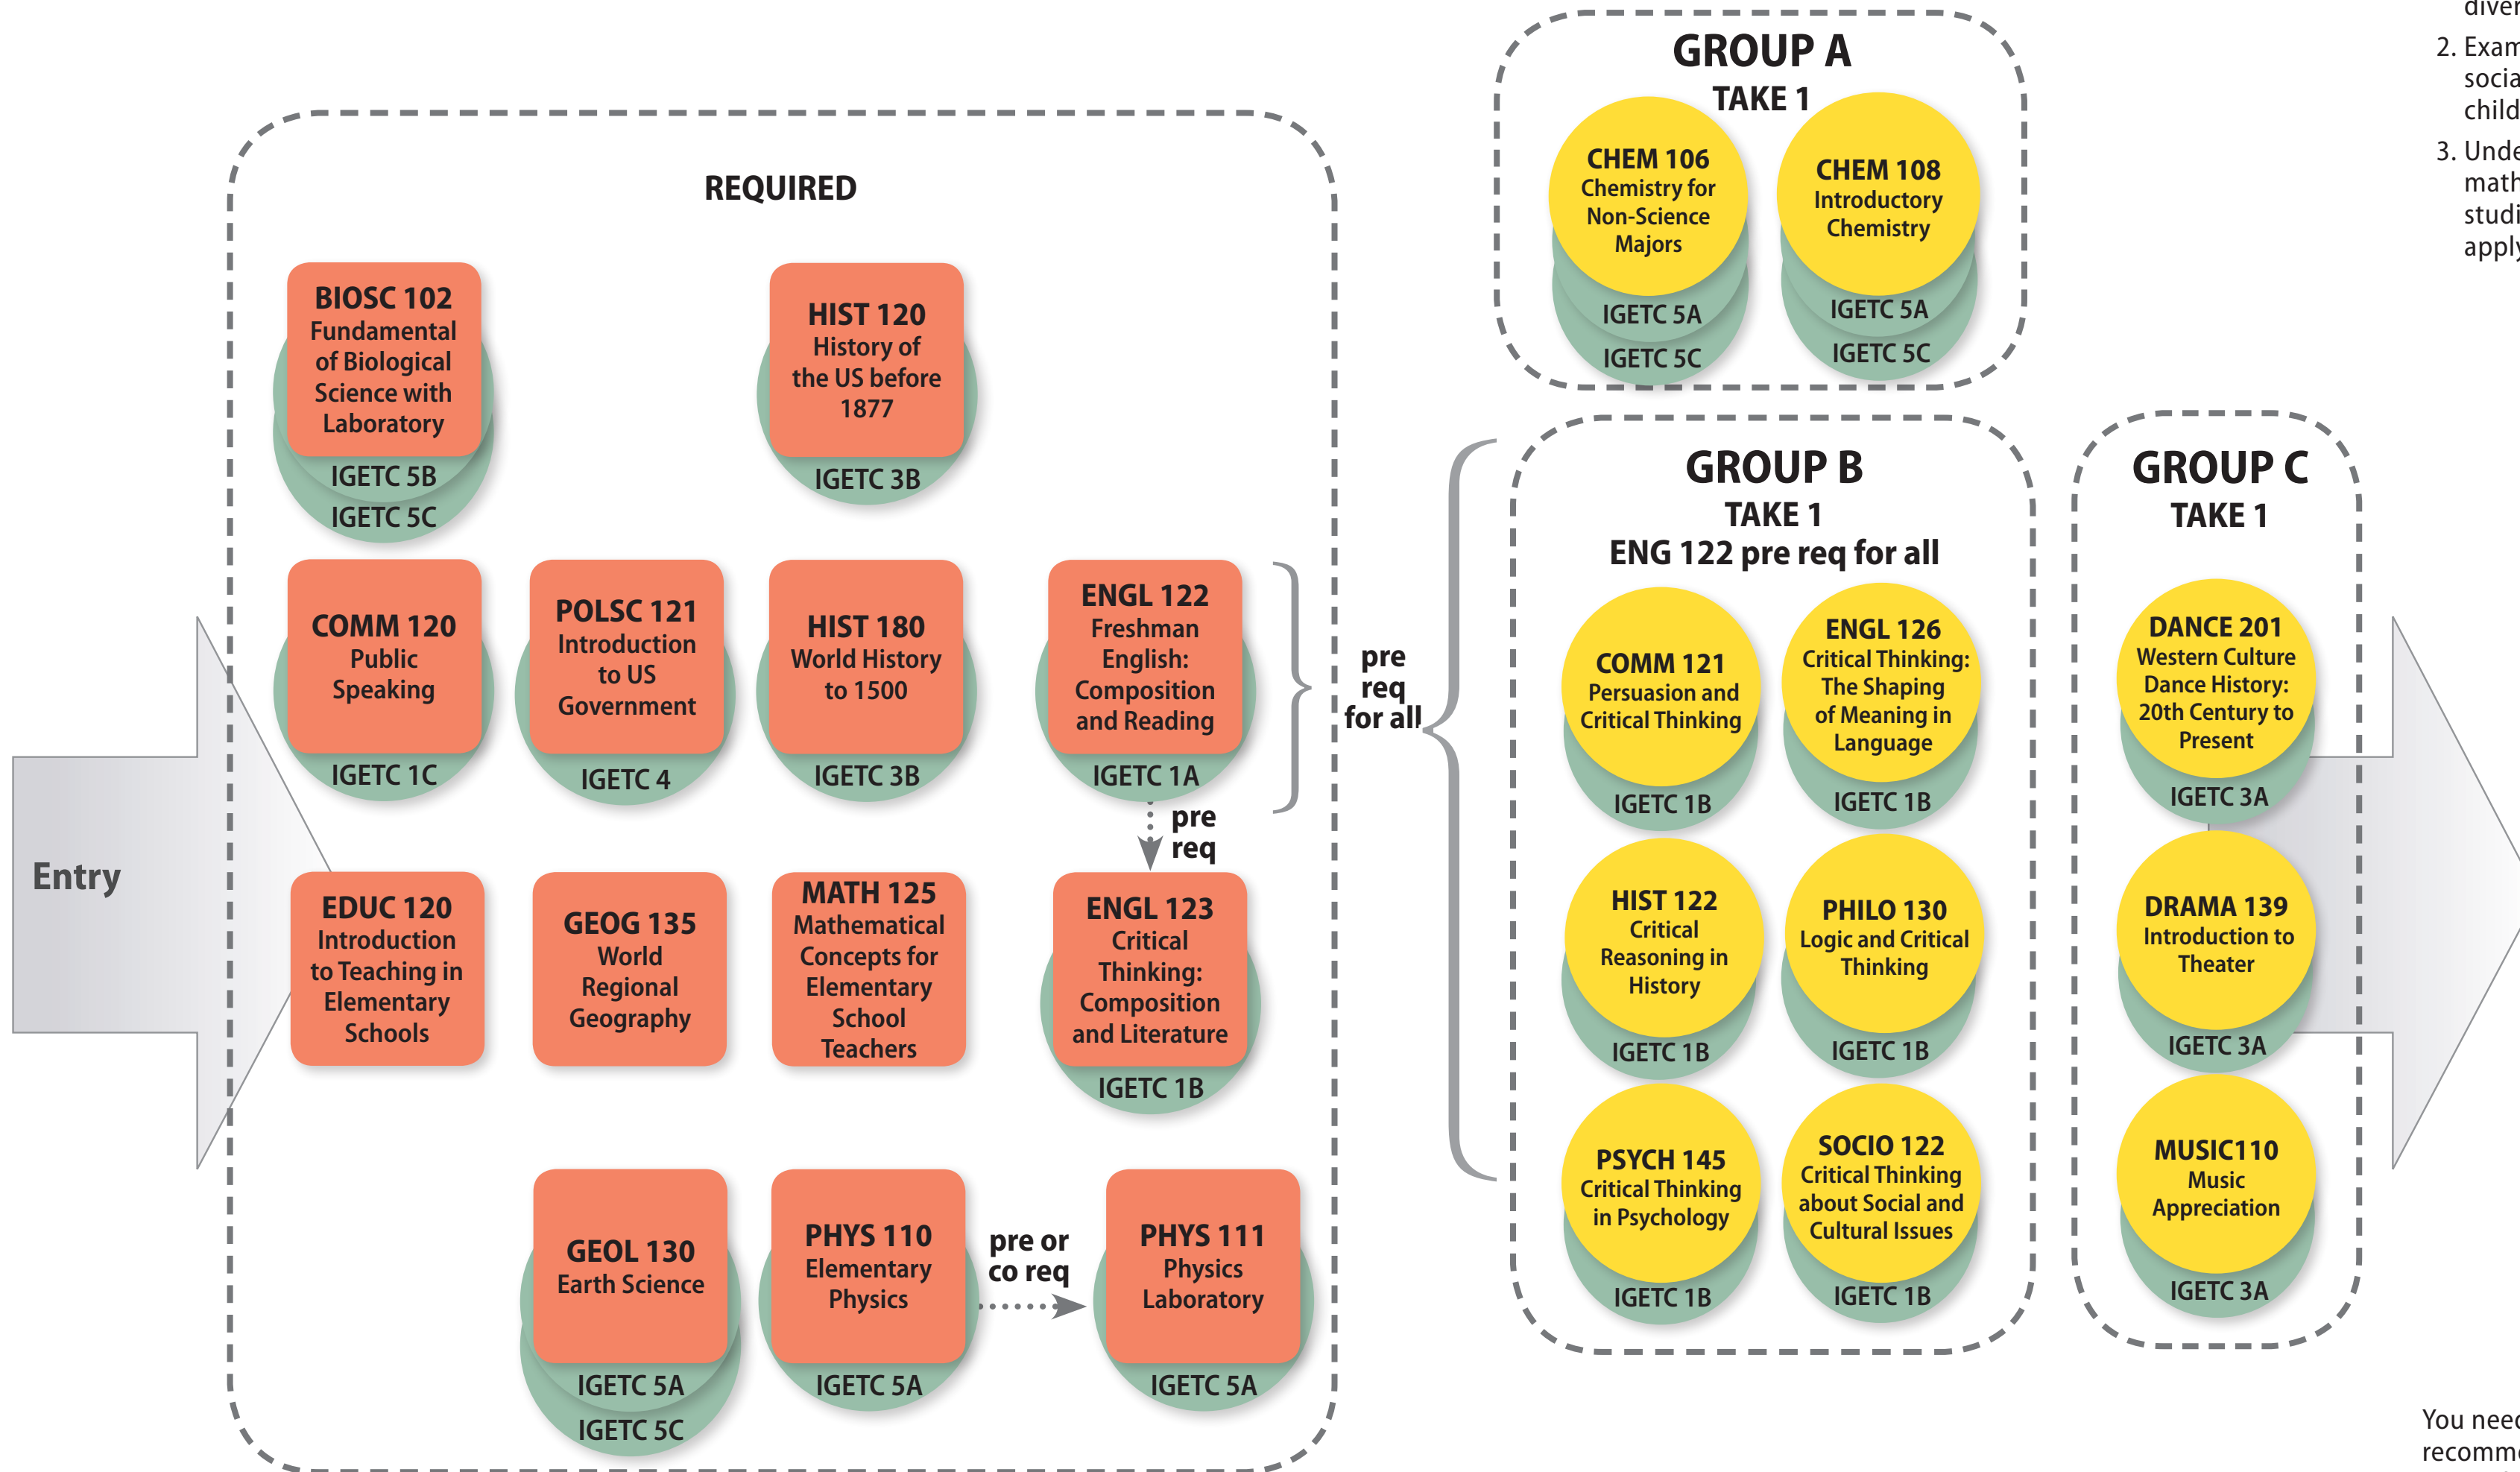 Entry
REQUIRED
BIOSC 102
Fundamental
of Biological
Science with
Laboratory
IGETC 5B
IGETC 5C
HIST 120
History of
the US before
1877
IGETC 3B
COMM 120
Public
Speaking
IGETC 1C
POLSC 121
Introduction
to US
Government
IGETC 4
HIST 180
World History
to 1500
IGETC 3B
ENGL 122
Freshman
English:
Composition
and Reading
IGETC 1A
pre
req
EDUC 120
Introduction
to Teaching in
Elementary
Schools
GEOG 135
World
Regional
Geography
MATH 125
Mathematical
Concepts for
Elementary
School
Teachers
ENGL 123
Critical
Thinking:
Composition
and Literature
IGETC 1B
GEOL 130
Earth Science
IGETC 5A
IGETC 5C
PHYS 110
Elementary
Physics
IGETC 5A
pre or
co req
PHYS 111
Physics
Laboratory
IGETC 5A
pre
req
for all
GROUP A
TAKE 1
CHEM 106
Chemistry for
Non-Science
Majors
IGETC 5A
IGETC 5C
CHEM 108
Introductory
Chemistry
IGETC 5A
IGETC 5C
GROUP B
TAKE 1
ENG 122 pre req for all
COMM 121
Persuasion and
Critical Thinking
IGETC 1B
ENGL 126
Critical Thinking:
The Shaping
of Meaning in
Language
IGETC 1B
HIST 122
Critical
Reasoning in
History
IGETC 1B
PHILO 130
Logic and Critical
Thinking
IGETC 1B
PSYCH 145
Critical Thinking
in Psychology
IGETC 1B
SOCIO 122
Critical Thinking
about Social and
Cultural Issues
IGETC 1B
GROUP C
TAKE 1
DANCE 201
Western Culture
Dance History:
20th Century to
Present
IGETC 3A
DRAMA 139
Introduction to
Theater
IGETC 3A
MUSIC110
Music
Appreciation
IGETC 3A
2.
child
3.
You